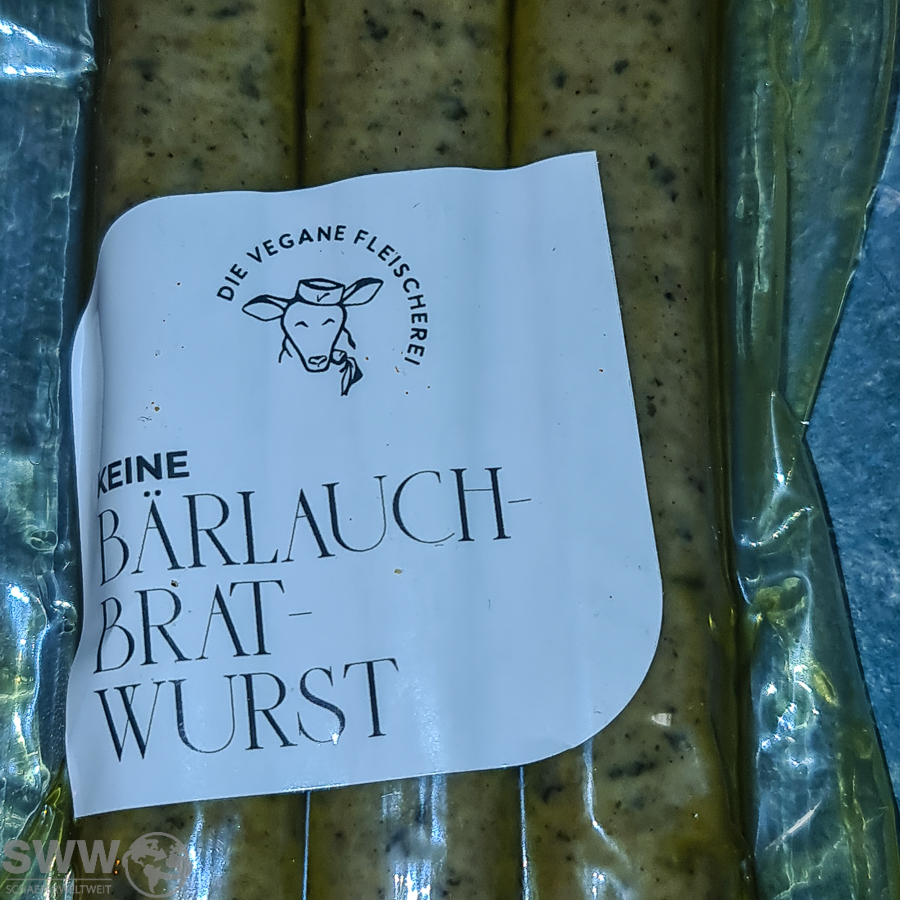 DIE VEGANE FLEISCHEREI
KEINE
BÄRLAUCH-
BRAT-
WURST
SWW